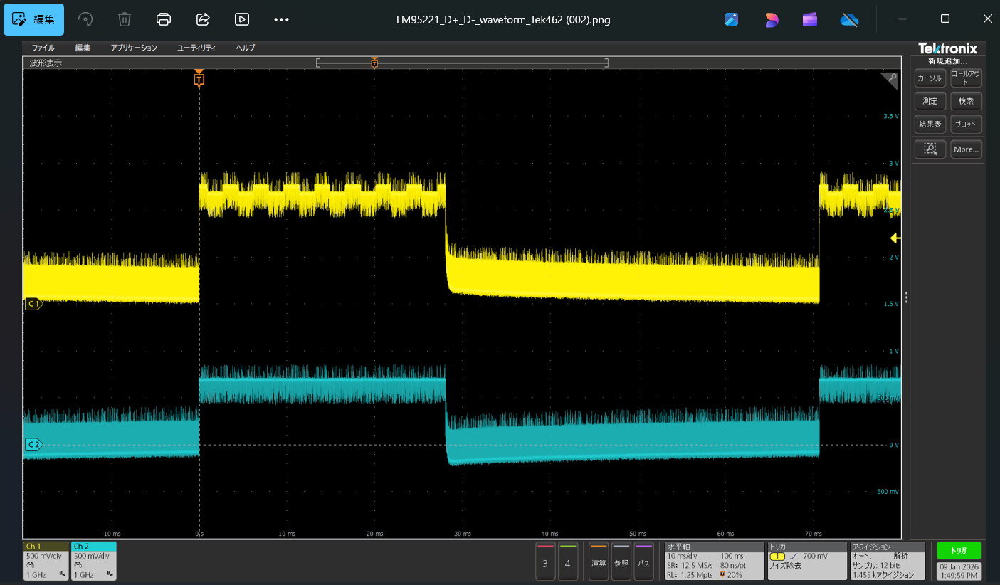 編集
LM95221_D+_D-_waveform_Tek462 (002).png
ファイル 編集 アプリケーション ユーティリティ ヘルプ
Tektronix
波形表示
新規追加...
T
T
カーソル コールアウト
測定 検索
結果表 プロット
More...
3.5 V
3 V
2.5 V
2 V
C 1
1.5 V
1 V
500 mV
C 2
0 V
-500 mV
-10 ms 0 s 10 ms 20 ms 30 ms 40 ms 50 ms 60 ms 70 ms
Ch 1
500 mV/div
1 GHz
Bw
Ch 2
500 mV/div
1 GHz
Bw
3
4
演算
参照
バス
水平軸
10 ms/div 100 ms
SR: 12.5 MS/s 80 ns/pt
RL: 1.25 Mpts 20%
トリガ
1 700 mV
ノイズ除去
アクイジション
オート、 解析
サンプル: 12 bits
1.455 kアクイジション
トリガ
09 Jan 2026
1:49:59 PM